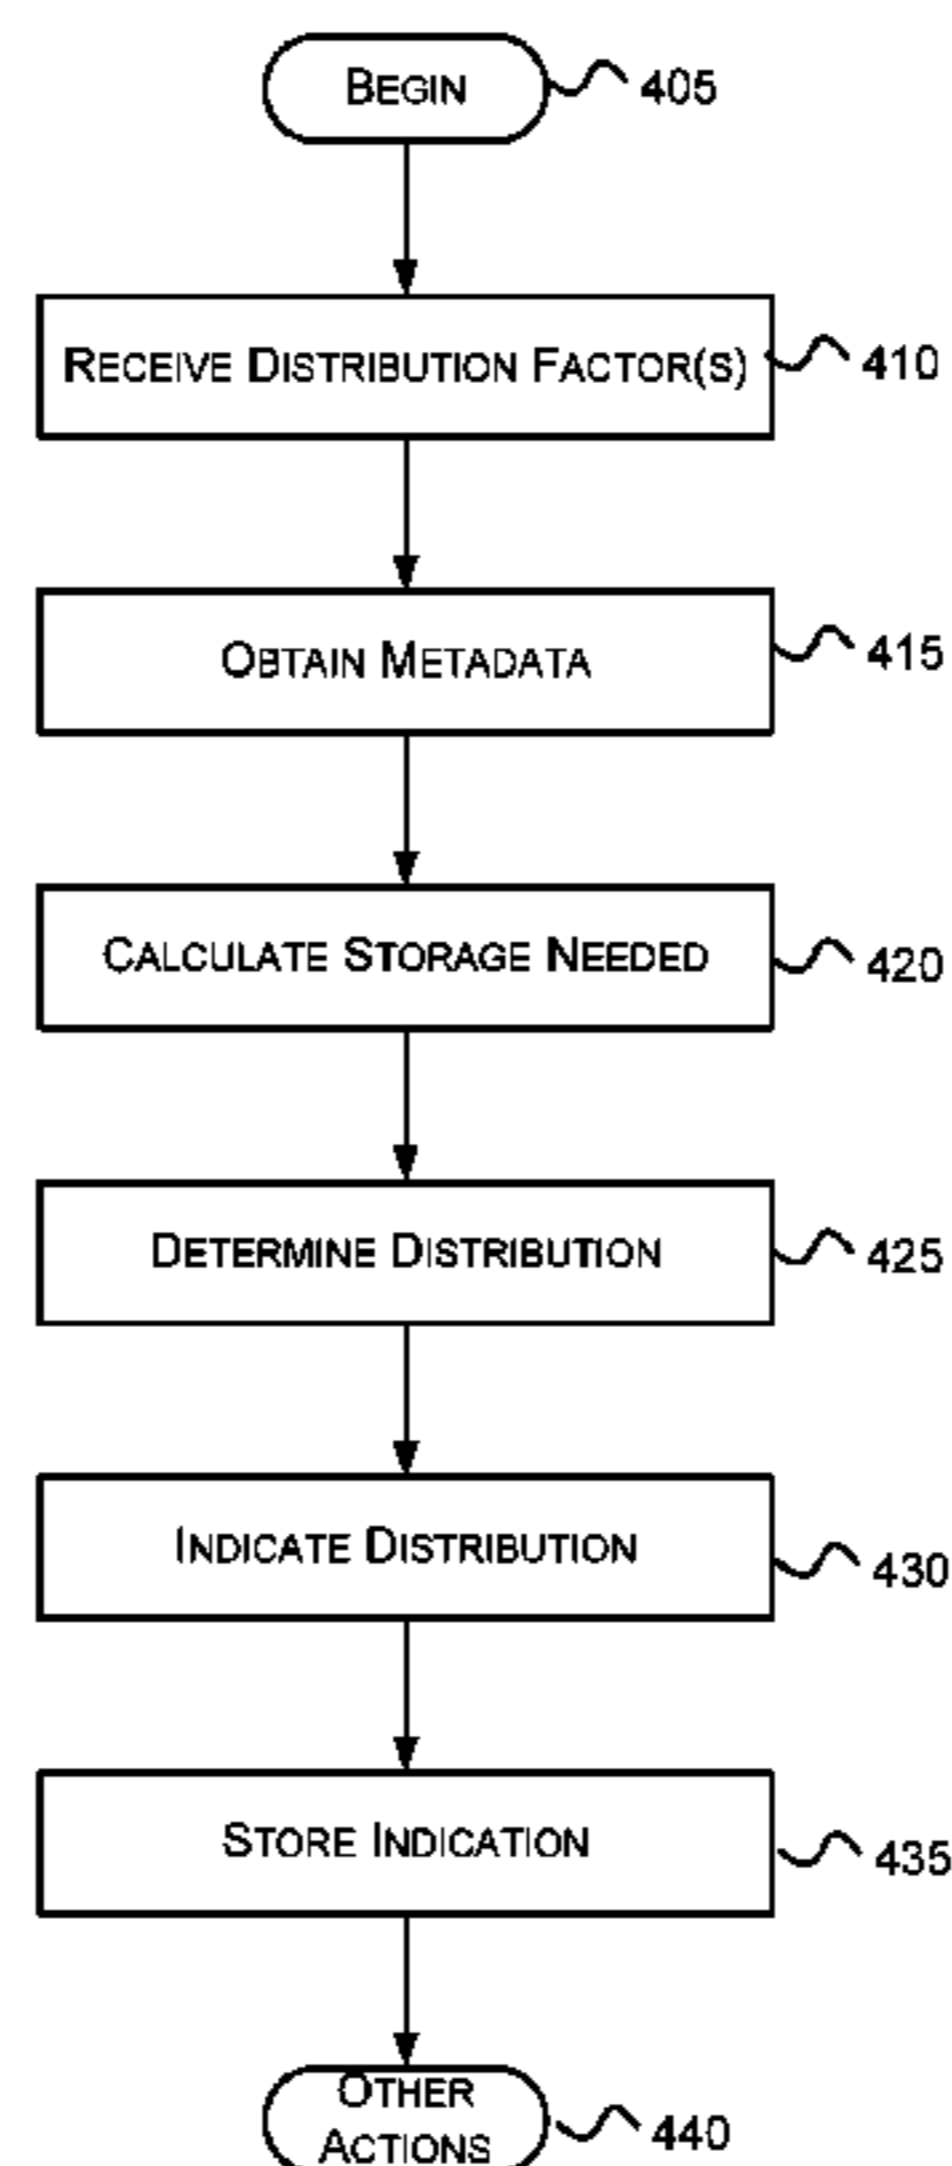 BEGIN
405
RECEIVE DISTRIBUTION FACTOR(S)
410
OBTAIN METADATA
415
CALCULATE STORAGE NEEDED
420
DETERMINE DISTRIBUTION
425
INDICATE DISTRIBUTION
430
STORE INDICATION
435
OTHER
ACTIONS
440